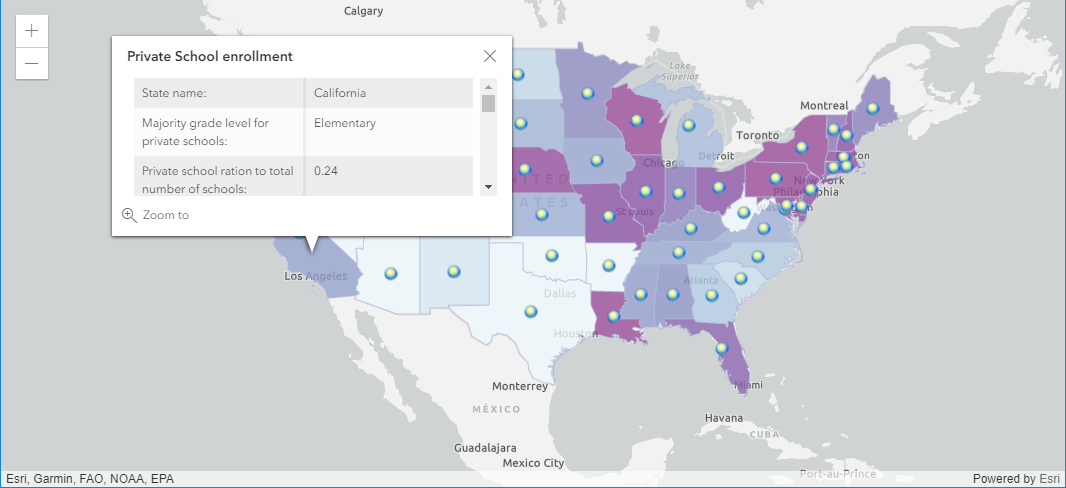 Calgary
+
−
Private School enrollment
State name: California
Majority grade level for Elementary
private schools:
Private school ration to total 0.24
number of schools:
Zoom to
Lake
Superior
Montreal
Toronto
Chicago
Detroit
New York
Philadelphia
UNITED
STATES
St Louis
Los Angeles
Atlanta
Dallas
Houston
Miami
Monterrey
MÉXICO
Havana
CUBA
Guadalajara
Mexico City
Port-au-Prince
Esri, Garmin, FAO, NOAA, EPA
Powered by Esri